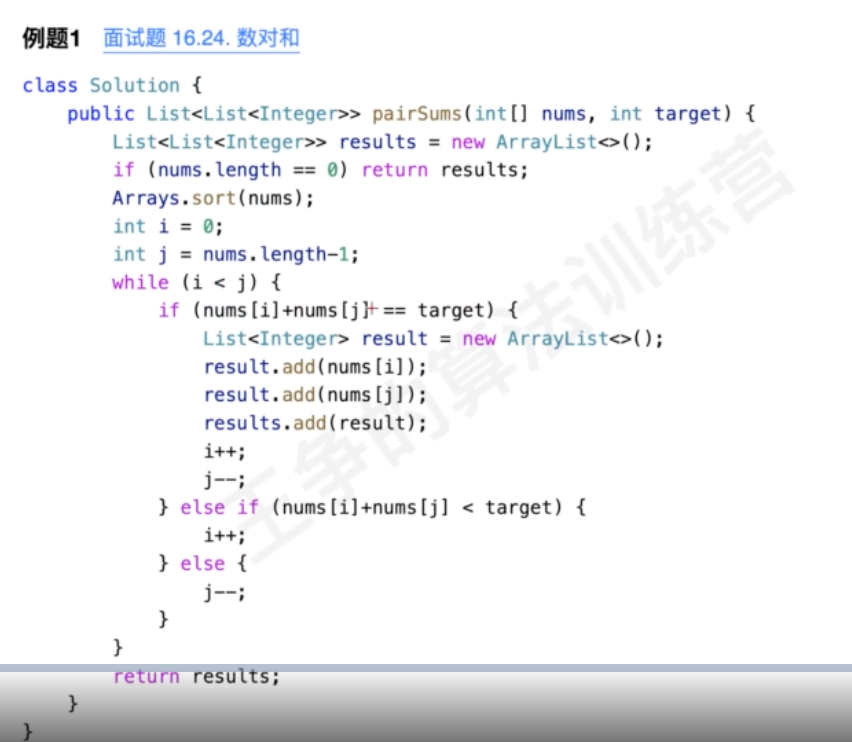 例题1 面试题 16.24. 数对和
class Solution {
    public List<List<Integer>> pairSums(int[] nums, int target) {
        List<List<Integer>> results = new ArrayList<>();
        if (nums.length == 0) return results;
        Arrays.sort(nums);
        int i = 0;
        int j = nums.length-1;
        while (i < j) {
            if (nums[i]+nums[j] == target) {
                List<Integer> result = new ArrayList<>();
                result.add(nums[i]);
                result.add(nums[j]);
                results.add(result);
                i++;
                j--;
            } else if (nums[i]+nums[j] < target) {
                i++;
            } else {
                j--;
            }
        }
        return results;
    }
}
王争的算法训练营